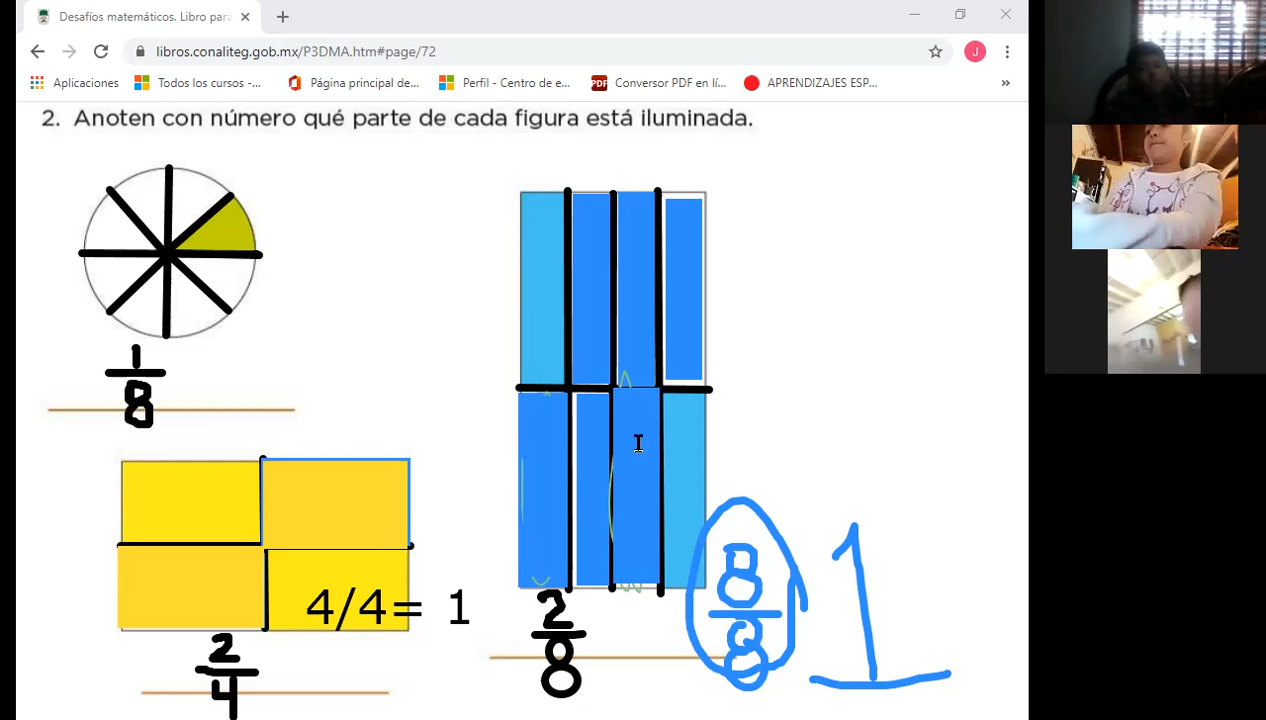 Desafíos matemáticos. Libro para
libros.conaliteg.gob.mx/P3DMA.htm#page/72
J
Aplicaciones
Todos los cursos -...
Página principal de...
Perfil - Centro de e...
PDF
Conversor PDF en lí...
APRENDIZAJES ESP...
»
2. Anoten con número qué parte de cada figura está iluminada.
1
8
4/4= 1
2
4
2
8
8
8
1